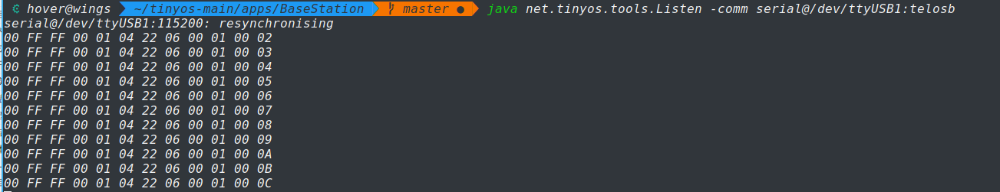 hover@wings ~/tinyos-main/apps/BaseStation master ● java net.tinyos.tools.Listen -comm serial@/dev/ttyUSB1:telosb
serial@/dev/ttyUSB1:115200: resynchronising
00 FF FF 00 01 04 22 06 00 01 00 02
00 FF FF 00 01 04 22 06 00 01 00 03
00 FF FF 00 01 04 22 06 00 01 00 04
00 FF FF 00 01 04 22 06 00 01 00 05
00 FF FF 00 01 04 22 06 00 01 00 06
00 FF FF 00 01 04 22 06 00 01 00 07
00 FF FF 00 01 04 22 06 00 01 00 08
00 FF FF 00 01 04 22 06 00 01 00 09
00 FF FF 00 01 04 22 06 00 01 00 0A
00 FF FF 00 01 04 22 06 00 01 00 0B
00 FF FF 00 01 04 22 06 00 01 00 0C